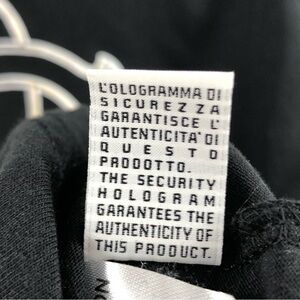 L'OLOGRAMMA DI
SICUREZZA
GARANTISCE L'
AUTENTICITA' DI
QUESTO
PRODOTTO.
THE SECURITY
HOLOGRAM
GARANTEES THE
AUTHENTICITY OF
THIS PRODUCT.